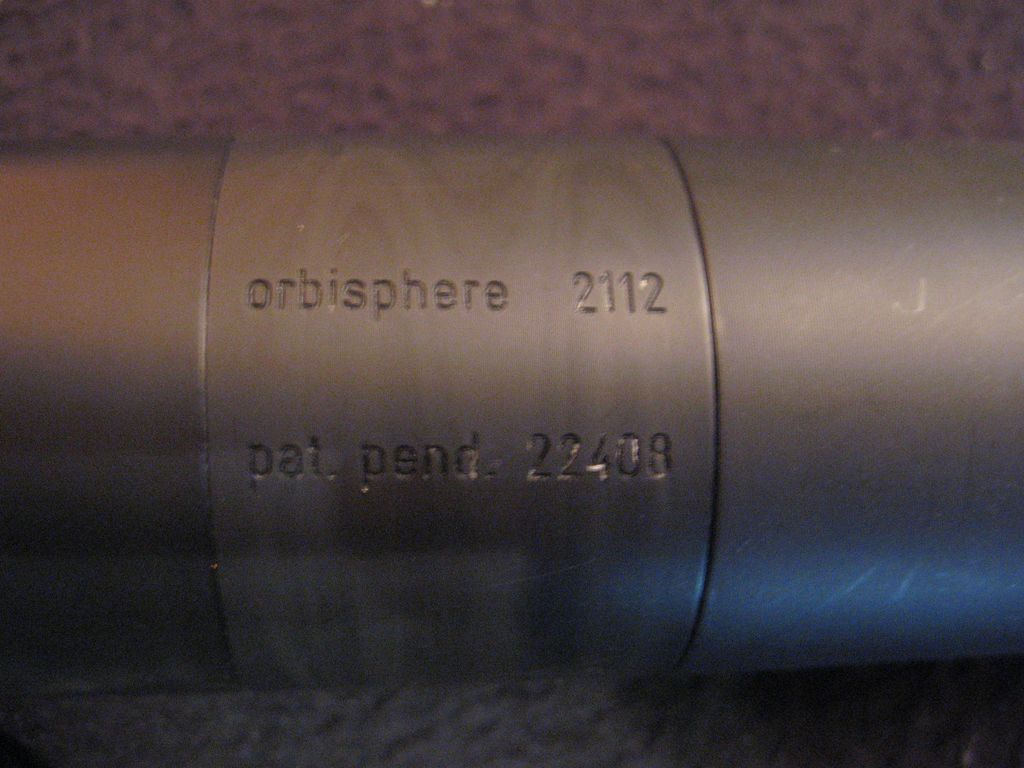 orbisphere 2112
pat. pend. 22408